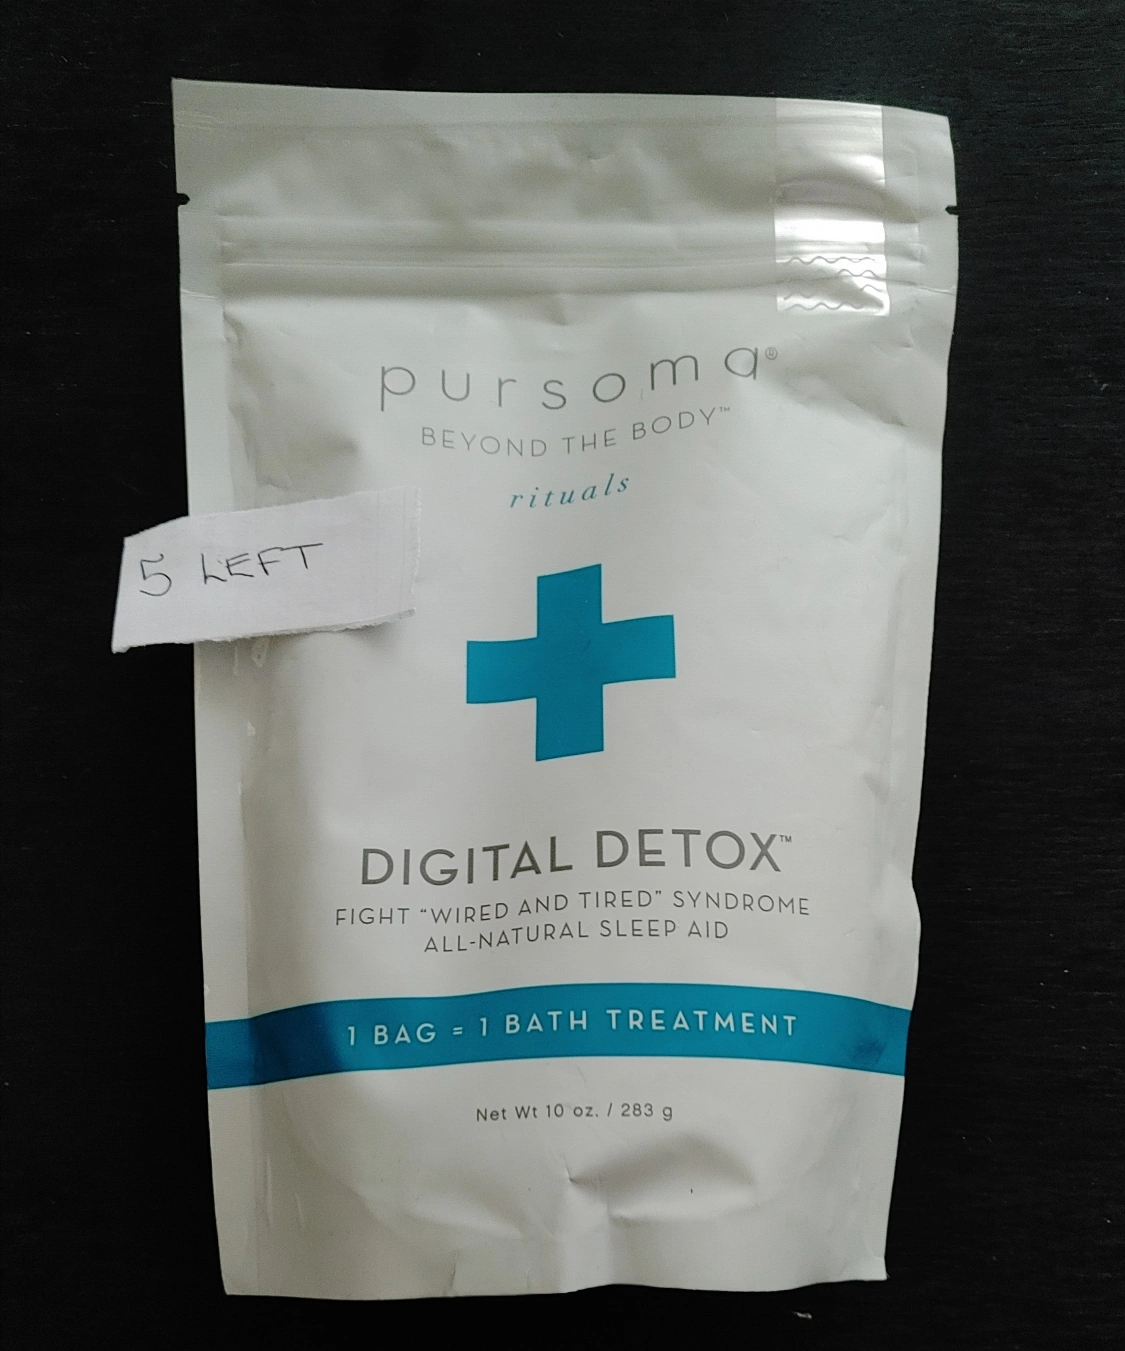 pursoma®
BEYOND THE BODY™
rituals
5 LEFT
DIGITAL DETOX™
FIGHT “WIRED AND TIRED” SYNDROME
ALL-NATURAL SLEEP AID
1 BAG = 1 BATH TREATMENT
Net Wt 10 oz. / 283 g